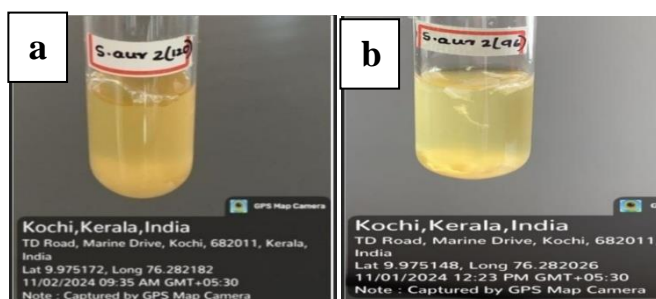 a
S.aur 2(120)
GPS Map Camera
Kochi,Kerala,India
TD Road, Marine Drive, Kochi, 682011, Kerala,
India
Lat 9.975172, Long 76.282182
11/02/2024 09:35 AM GMT+05:30
Note : Captured by GPS Map Camera
b
S.aur 2(96)
G
Kochi,Kerala,India
TD Road, Marine Drive, Kochi, 682011
India
Lat 9.975148, Long 76.282026
11/01/2024 12:23 PM GMT+05:30
Note : Captured by GPS Map Camera